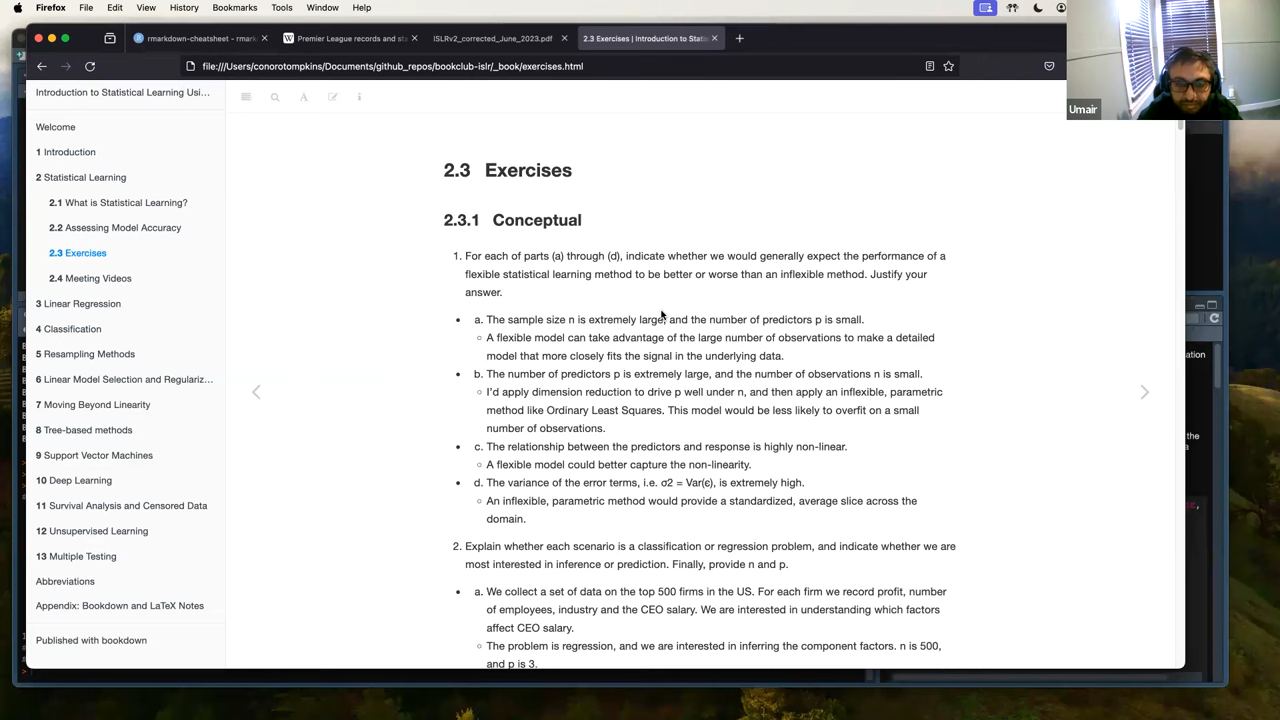 Firefox File Edit View History Bookmarks Tools Window Help
rmarkdown-cheatsheet - rmark
Premier League records and st
ISLRv2_corrected_June_2023.pdf
2.3 Exercises | Introduction to Stati
file:///Users/conorotompkins/Documents/github_repos/bookclub-islr/_book/exercises.html
Umair
Introduction to Statistical Learning Usi...
Welcome
1 Introduction
2 Statistical Learning
2.1 What is Statistical Learning?
2.2 Assessing Model Accuracy
2.3 Exercises
2.4 Meeting Videos
3 Linear Regression
4 Classification
5 Resampling Methods
6 Linear Model Selection and Regulariz...
7 Moving Beyond Linearity
8 Tree-based methods
9 Support Vector Machines
10 Deep Learning
11 Survival Analysis and Censored Data
12 Unsupervised Learning
13 Multiple Testing
Abbreviations
Appendix: Bookdown and LaTeX Notes
Published with bookdown
2.3 Exercises
2.3.1 Conceptual
1. For each of parts (a) through (d), indicate whether we would generally expect the performance of a
flexible statistical learning method to be better or worse than an inflexible method. Justify your
answer.
a. The sample size n is extremely large, and the number of predictors p is small.
A flexible model can take advantage of the large number of observations to make a detailed
model that more closely fits the signal in the underlying data.
b. The number of predictors p is extremely large, and the number of observations n is small.
I'd apply dimension reduction to drive p well under n, and then apply an inflexible, parametric
method like Ordinary Least Squares. This model would be less likely to overfit on a small
number of observations.
c. The relationship between the predictors and response is highly non-linear.
A flexible model could better capture the non-linearity.
d. The variance of the error terms, i.e. σ2 = Var(ϵ), is extremely high.
An inflexible, parametric method would provide a standardized, average slice across the
domain.
2. Explain whether each scenario is a classification or regression problem, and indicate whether we are
most interested in inference or prediction. Finally, provide n and p.
a. We collect a set of data on the top 500 firms in the US. For each firm we record profit, number
of employees, industry and the CEO salary. We are interested in understanding which factors
affect CEO salary.
The problem is regression, and we are interested in inferring the component factors. n is 500,
and p is 3.